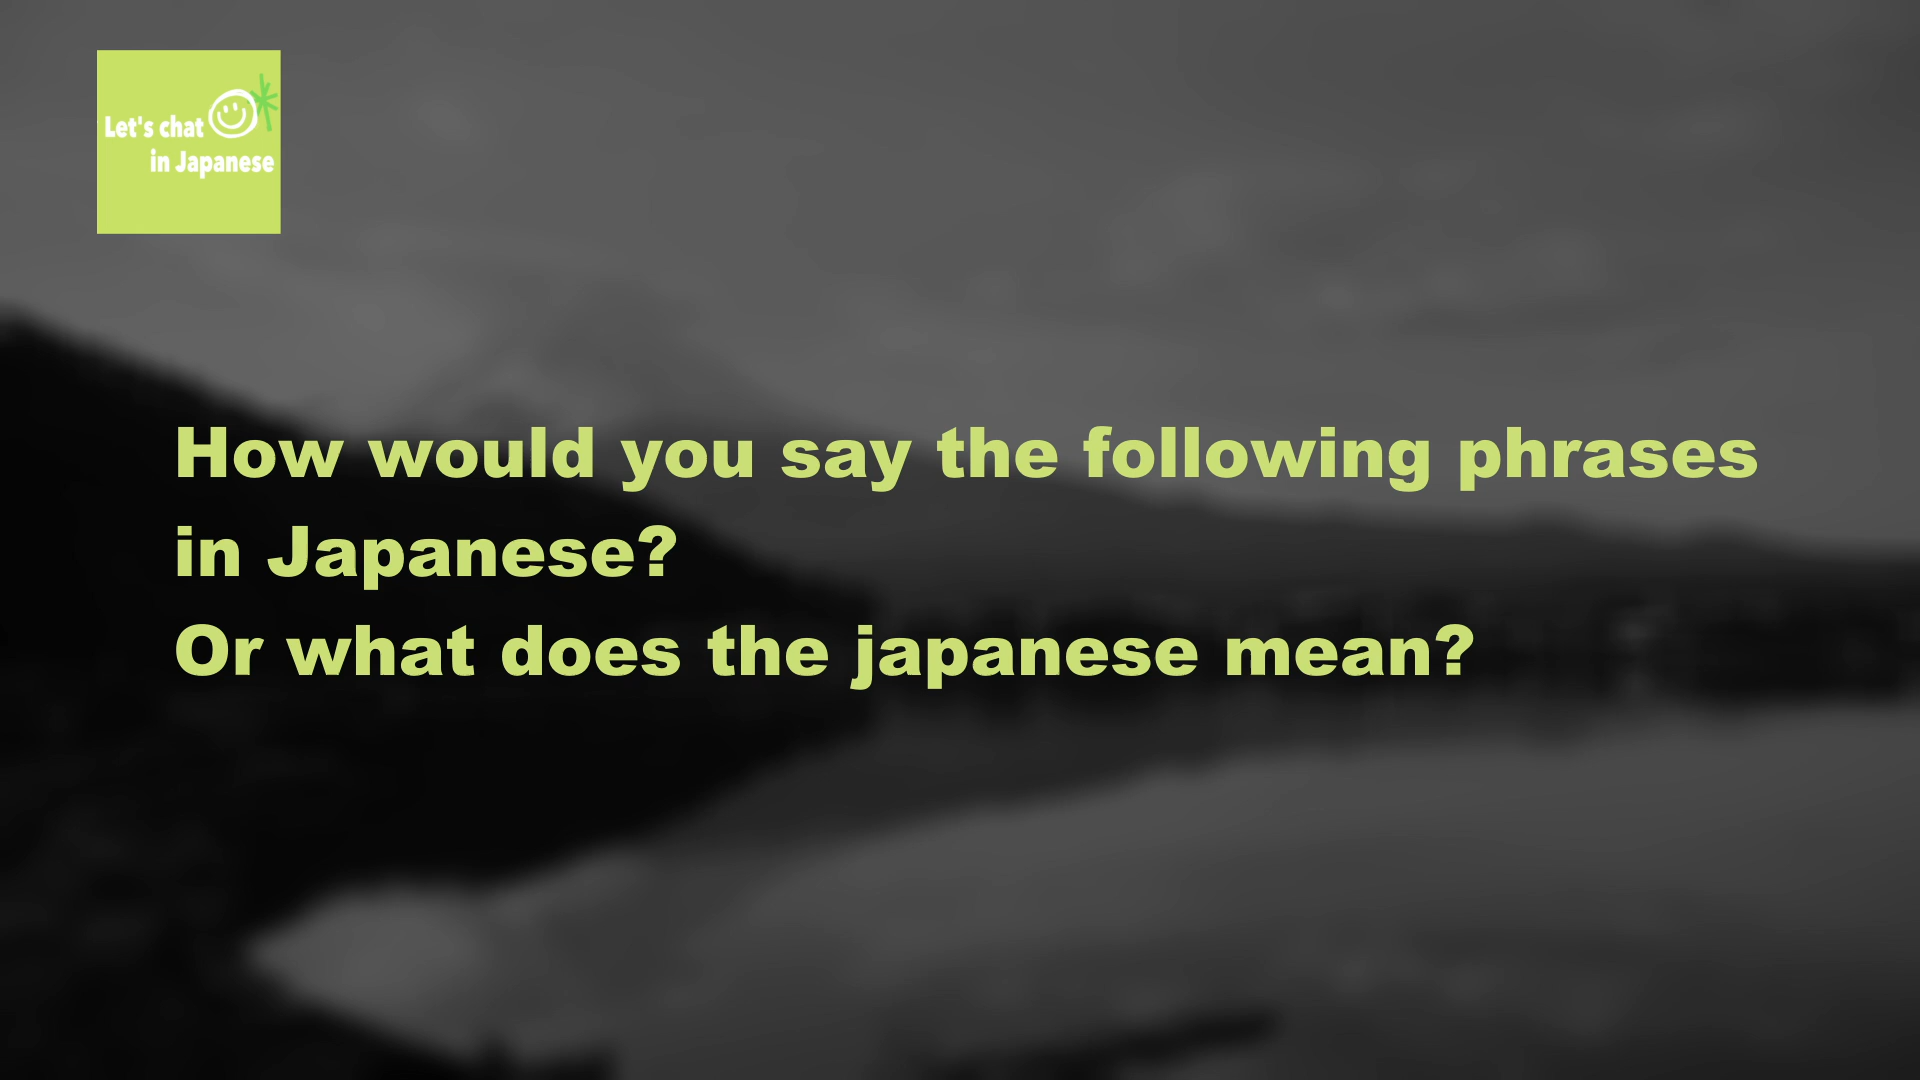 Let's chat
in Japanese
How would you say the following phrases
in Japanese?
Or what does the japanese mean?